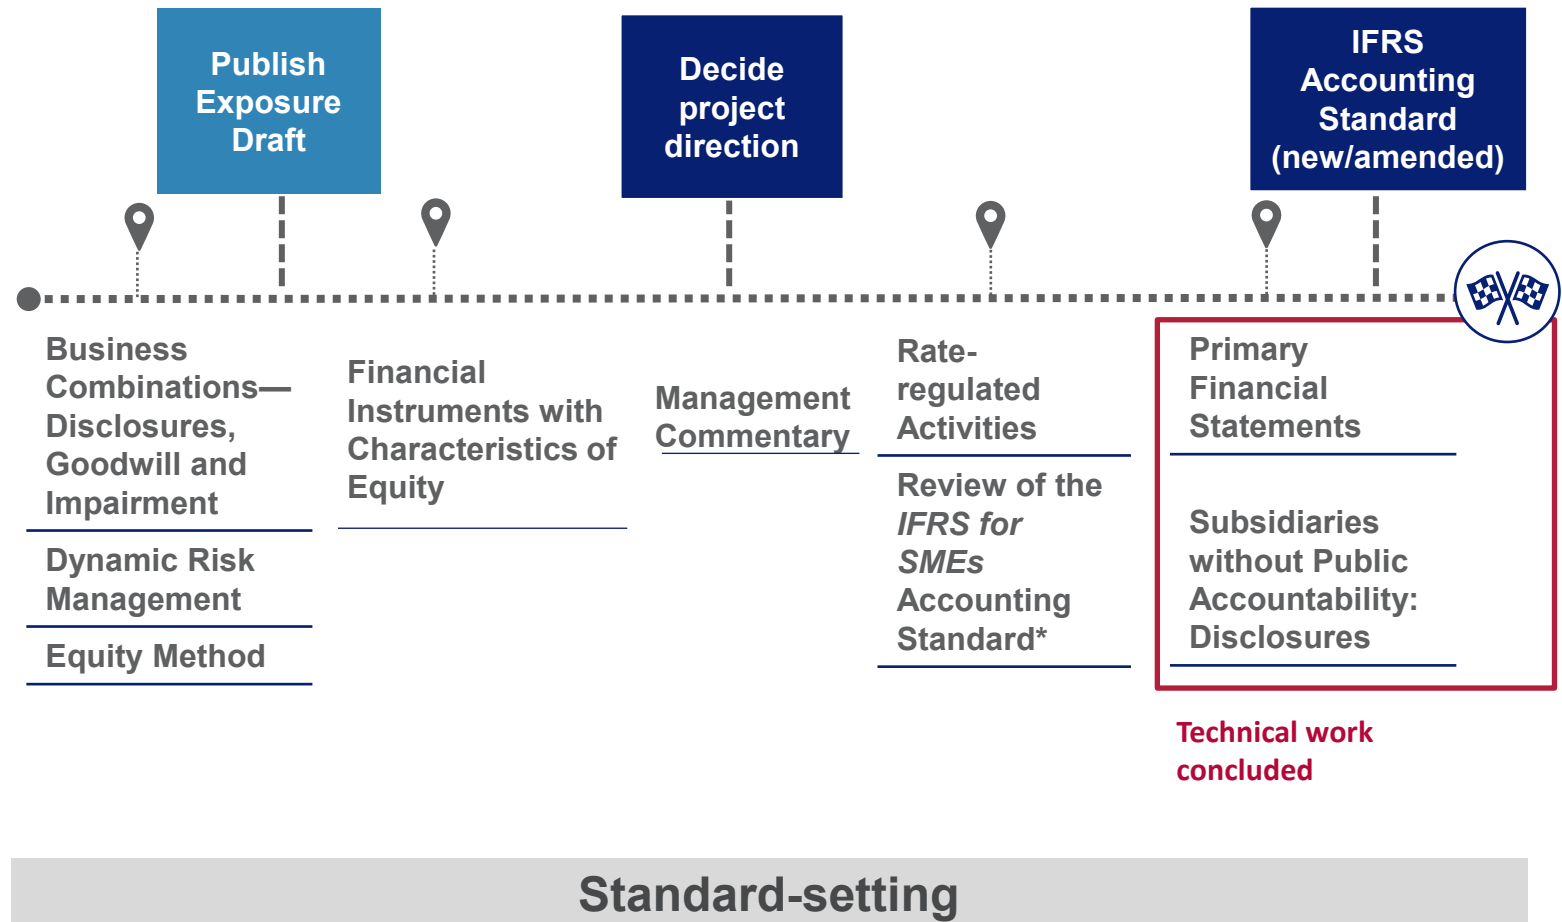 Publish
Exposure
Draft
Decide
project
direction
IFRS
Accounting
Standard
(new/amended)
Business
Combinations—
Disclosures,
Goodwill and
Impairment
Dynamic Risk
Management
Equity Method
Financial
Instruments with
Characteristics of
Equity
Management
Commentary
Rate-
regulated
Activities
Review of the
IFRS for
SMEs
Accounting
Standard*
Primary
Financial
Statements
Subsidiaries
without Public
Accountability:
Disclosures
Technical work
concluded
Standard-setting